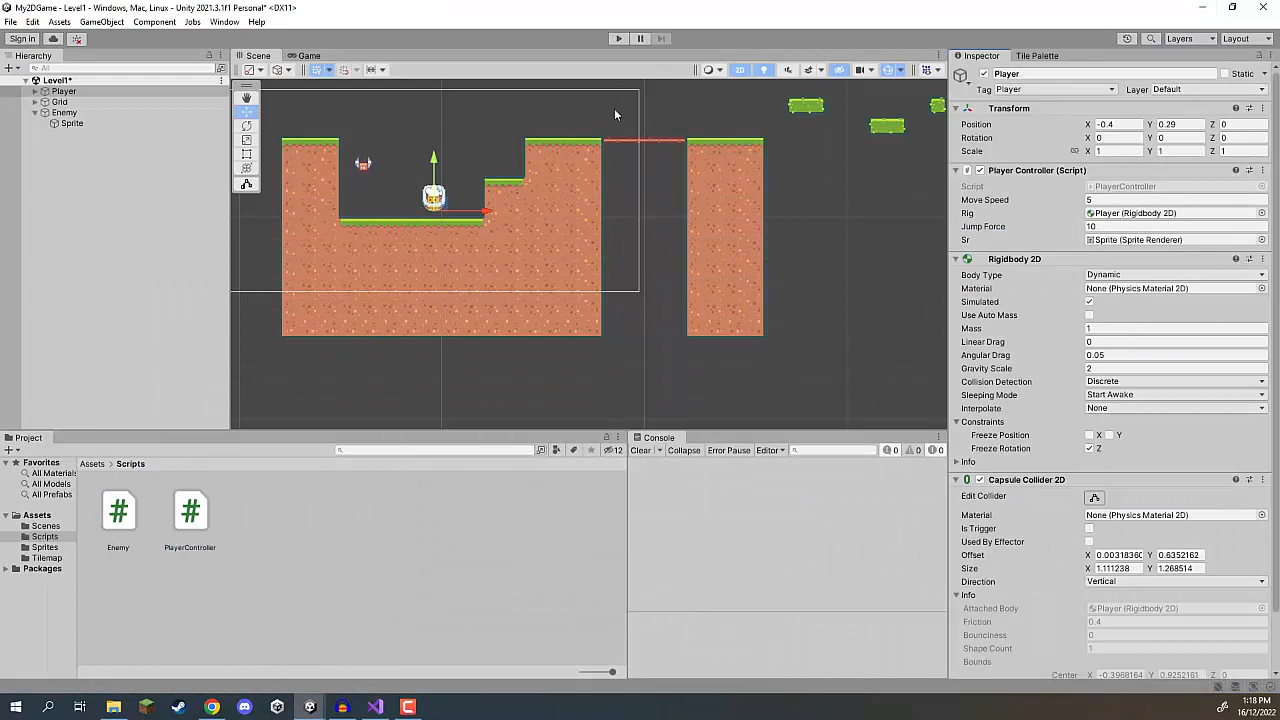 My2DGame - Level1 - Windows, Mac, Linux - Unity 2021.3.1f1 Personal* <DX11>
File Edit Assets GameObject Component Jobs Window Help
Sign in Layers Layout
Hierarchy Scene Game Inspector Tile Palette
All
2D
Level1*
Player
Grid
Enemy
Sprite
Player Static
Tag Player Layer Default
Transform
Position X -0.4 Y 0.29 Z 0
Rotation X 0 Y 0 Z 0
Scale X 1 Y 1 Z 1
Player Controller (Script)
Script PlayerController
Move Speed 5
Rig Player (Rigidbody 2D)
Jump Force 10
Sr Sprite (Sprite Renderer)
Rigidbody 2D
Body Type Dynamic
Material None (Physics Material 2D)
Simulated
Use Auto Mass
Mass 1
Linear Drag 0
Angular Drag 0.05
Gravity Scale 2
Collision Detection Discrete
Sleeping Mode Start Awake
Interpolate None
Constraints
Freeze Position X Y
Freeze Rotation Z
Info
Capsule Collider 2D
Edit Collider
Material None (Physics Material 2D)
Is Trigger
Used By Effector
Offset X 0.0031836( Y 0.6352162
Size X 1.111238 Y 1.268514
Direction Vertical
Info
Attached Body Player (Rigidbody 2D)
Friction 0.4
Bounciness 0
Shape Count 1
Bounds
Center X -0.3968164 Y 0.9252161 Z 0
Project Console
12
Clear Collapse Error Pause Editor 0 0 0
Favorites
All Materials
All Models
All Prefabs
Assets
Scenes
Scripts
Sprites
Tilemap
Packages
Assets > Scripts
# #
Enemy PlayerController
1:18 PM
16/12/2022